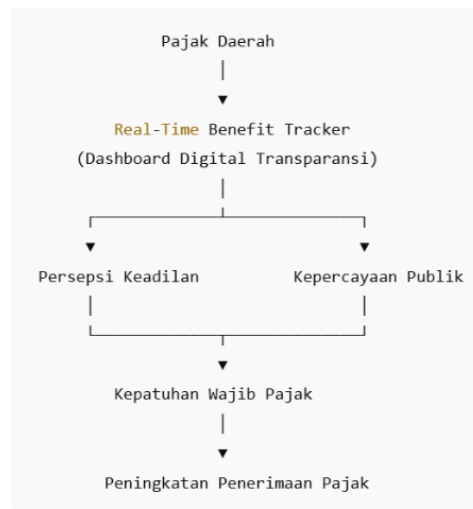 Pajak Daerah
Real-Time Benefit Tracker
(Dashboard Digital Transparansi)
Persepsi Keadilan
Kepercayaan Publik
Kepatuhan Wajib Pajak
Peningkatan Penerimaan Pajak